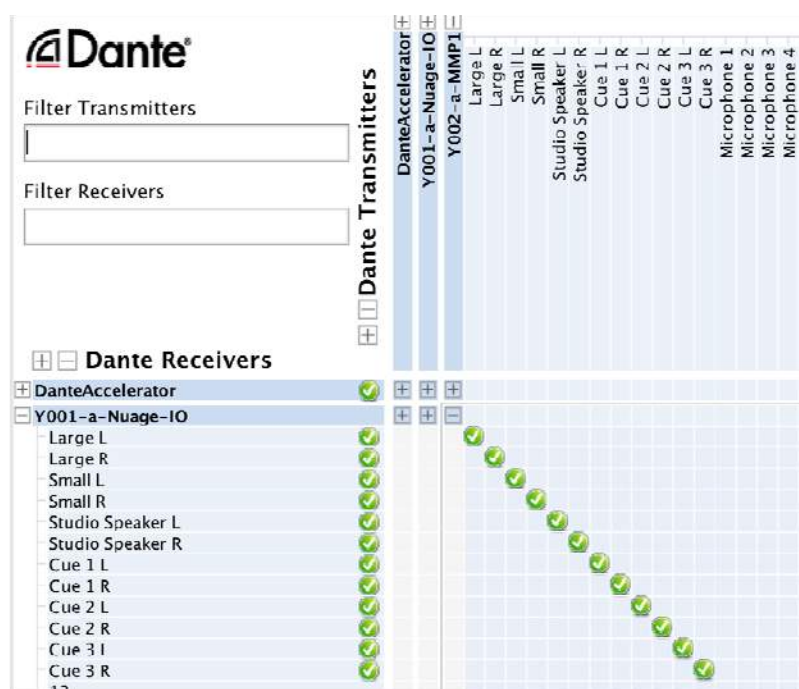 Dante®
Filter Transmitters
Filter Receivers
Dante Transmitters
DanteAccelerator
Y001-a-Nuage-IO
Y002-a-MMP1
Large L
Large R
Small L
Small R
Studio Speaker L
Studio Speaker R
Cue 1 L
Cue 1 R
Cue 2 L
Cue 2 R
Cue 3 L
Cue 3 R
Microphone 1
Microphone 2
Microphone 3
Microphone 4
Dante Receivers
DanteAccelerator
Y001-a-Nuage-IO
Large L
Large R
Small L
Small R
Studio Speaker L
Studio Speaker R
Cue 1 L
Cue 1 R
Cue 2 L
Cue 2 R
Cue 3 L
Cue 3 R